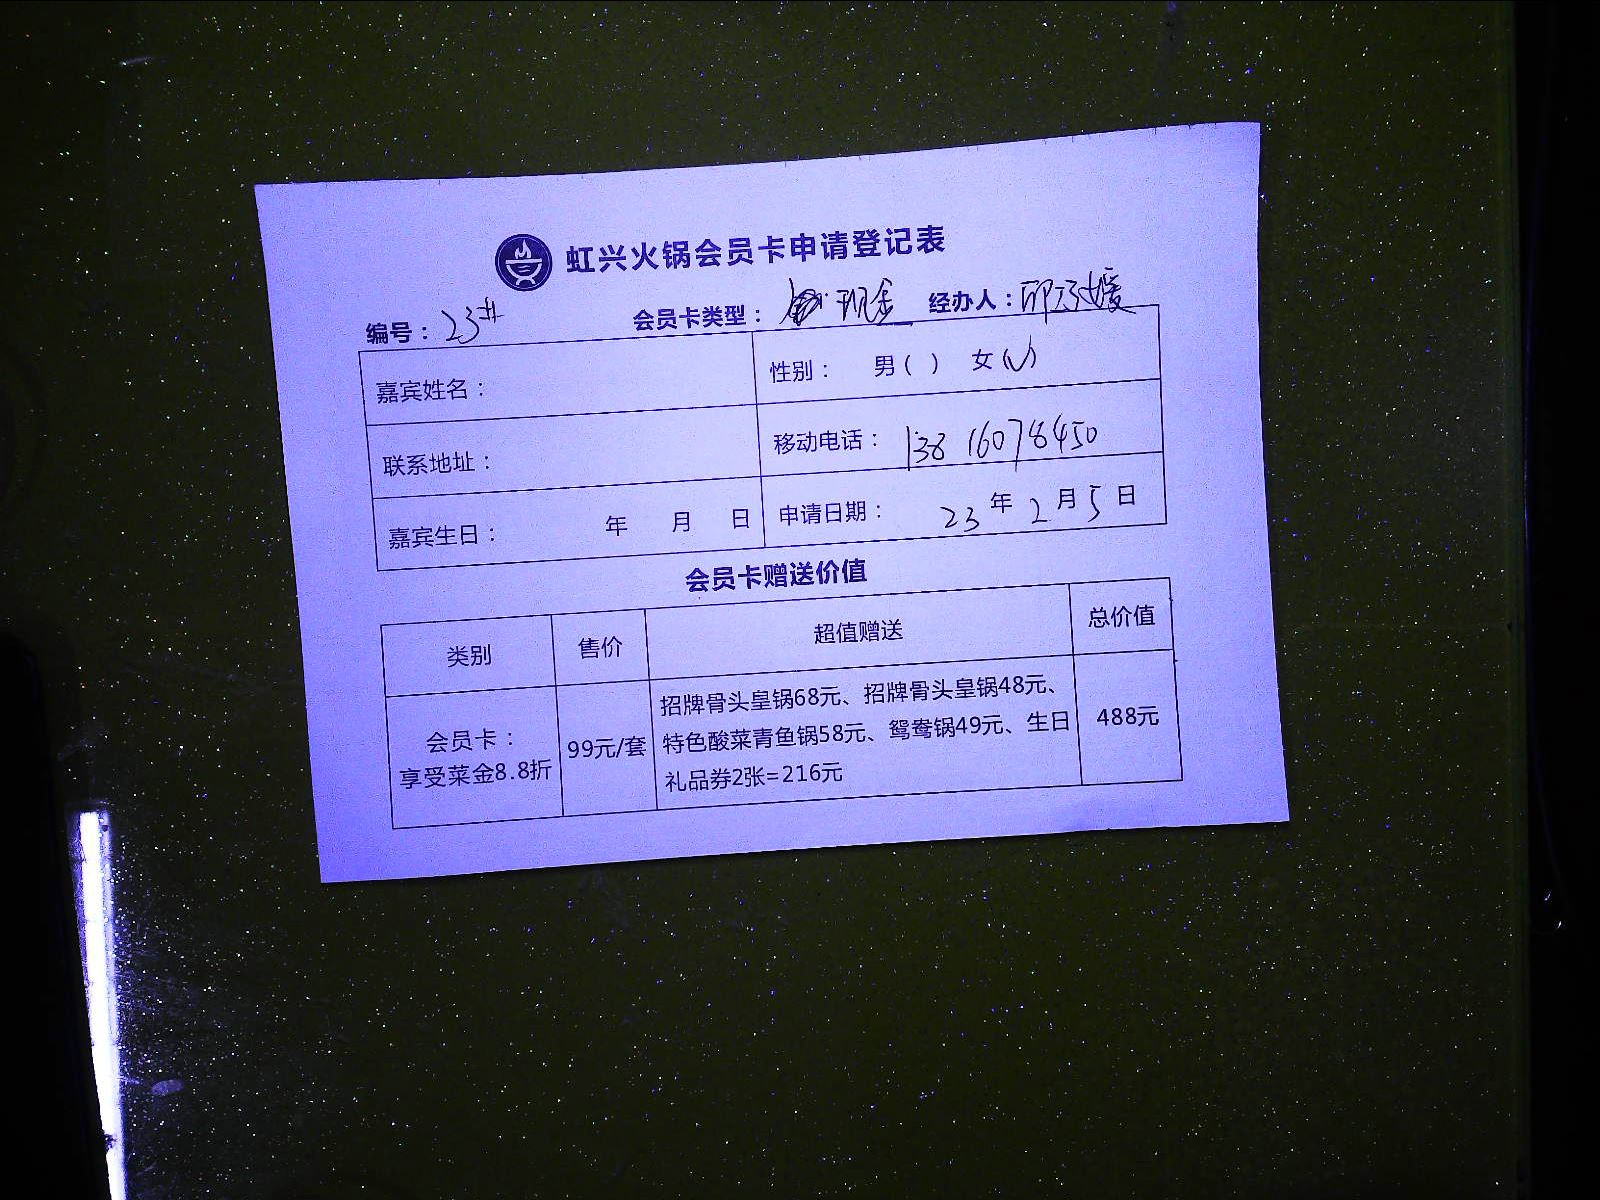 虹兴火锅会员卡申请登记表
编号：23# 会员卡类型： 现金 经办人：邱
嘉宾姓名： 性别： 男( ) 女(√)
联系地址： 移动电话： 13816078450
嘉宾生日： 年 月 日 申请日期： 23年2月5日
会员卡赠送价值
类别 售价 超值赠送 总价值
会员卡：
享受菜金8.8折
99元/套
招牌骨头皇锅68元、招牌骨头皇锅48元、
特色酸菜青鱼锅58元、鸳鸯锅49元、生日
礼品券2张=216元
488元